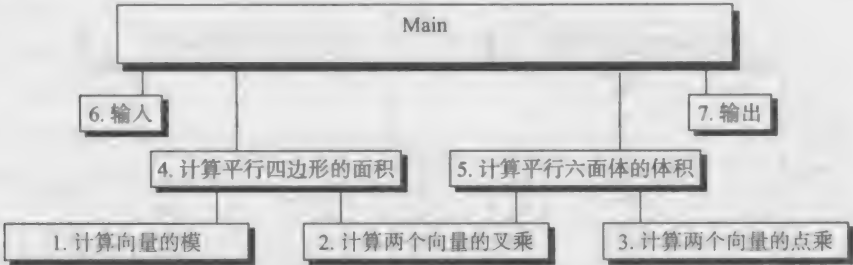 Main
6. 输入
7. 输出
4. 计算平行四边形的面积
5. 计算平行六面体的体积
1. 计算向量的模
2. 计算两个向量的叉乘
3. 计算两个向量的点乘